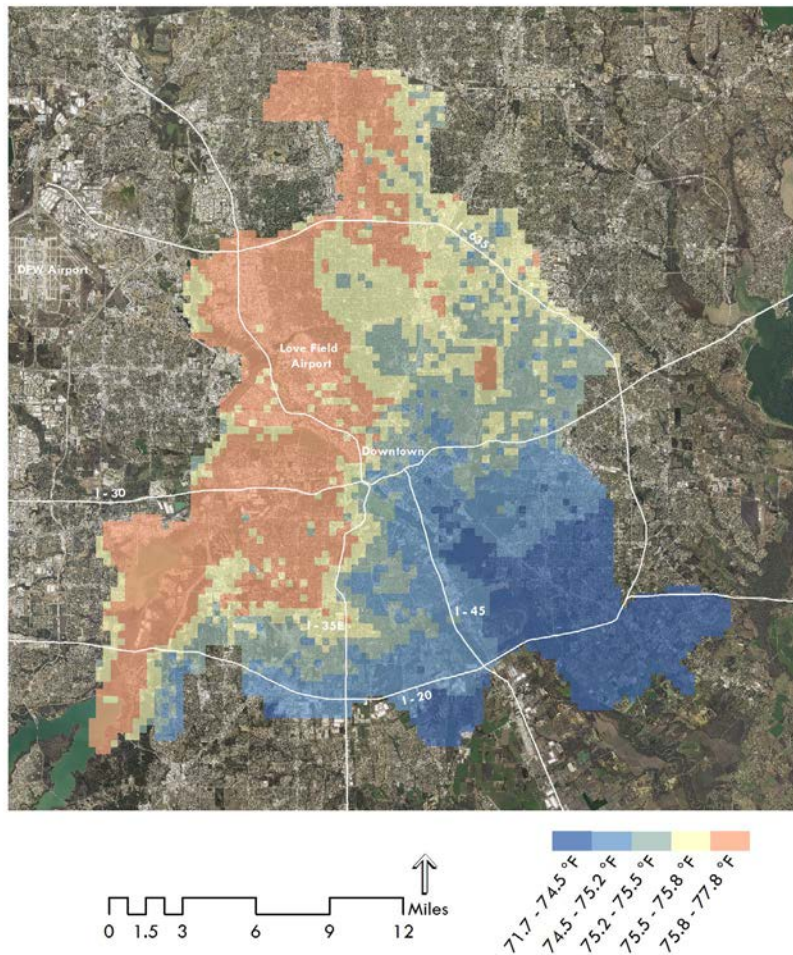 I - 635
DFW Airport
Love Field
Airport
Downtown
I - 30
I - 45
I - 35E
I - 20
Miles
0 1.5 3 6 9 12
71.7 - 74.5 °F
74.5 - 75.2 °F
75.2 - 75.5 °F
75.5 - 75.8 °F
75.8 - 77.8 °F